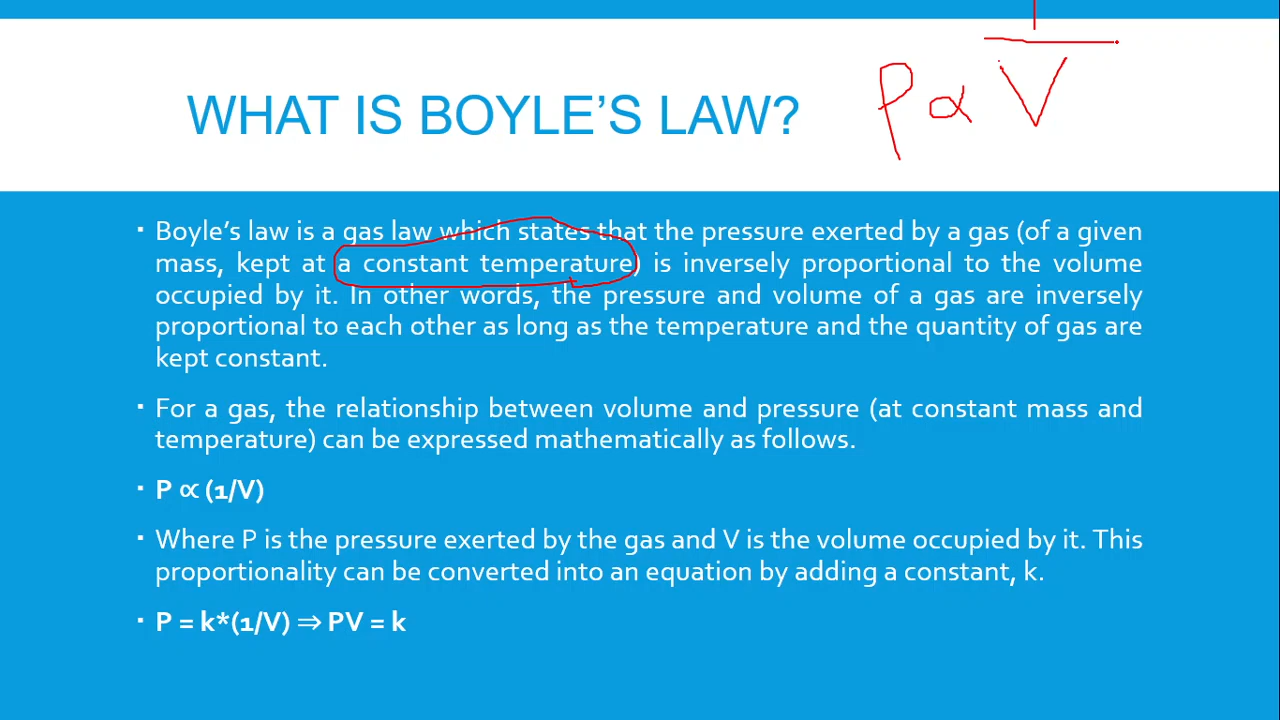 1
P ∝ V
WHAT IS BOYLE'S LAW?
▪ Boyle's law is a gas law which states that the pressure exerted by a gas (of a given
mass, kept at a constant temperature) is inversely proportional to the volume
occupied by it. In other words, the pressure and volume of a gas are inversely
proportional to each other as long as the temperature and the quantity of gas are
kept constant.
▪ For a gas, the relationship between volume and pressure (at constant mass and
temperature) can be expressed mathematically as follows.
▪ P ∝ (1/V)
▪ Where P is the pressure exerted by the gas and V is the volume occupied by it. This
proportionality can be converted into an equation by adding a constant, k.
▪ P = k*(1/V) ⇒ PV = k